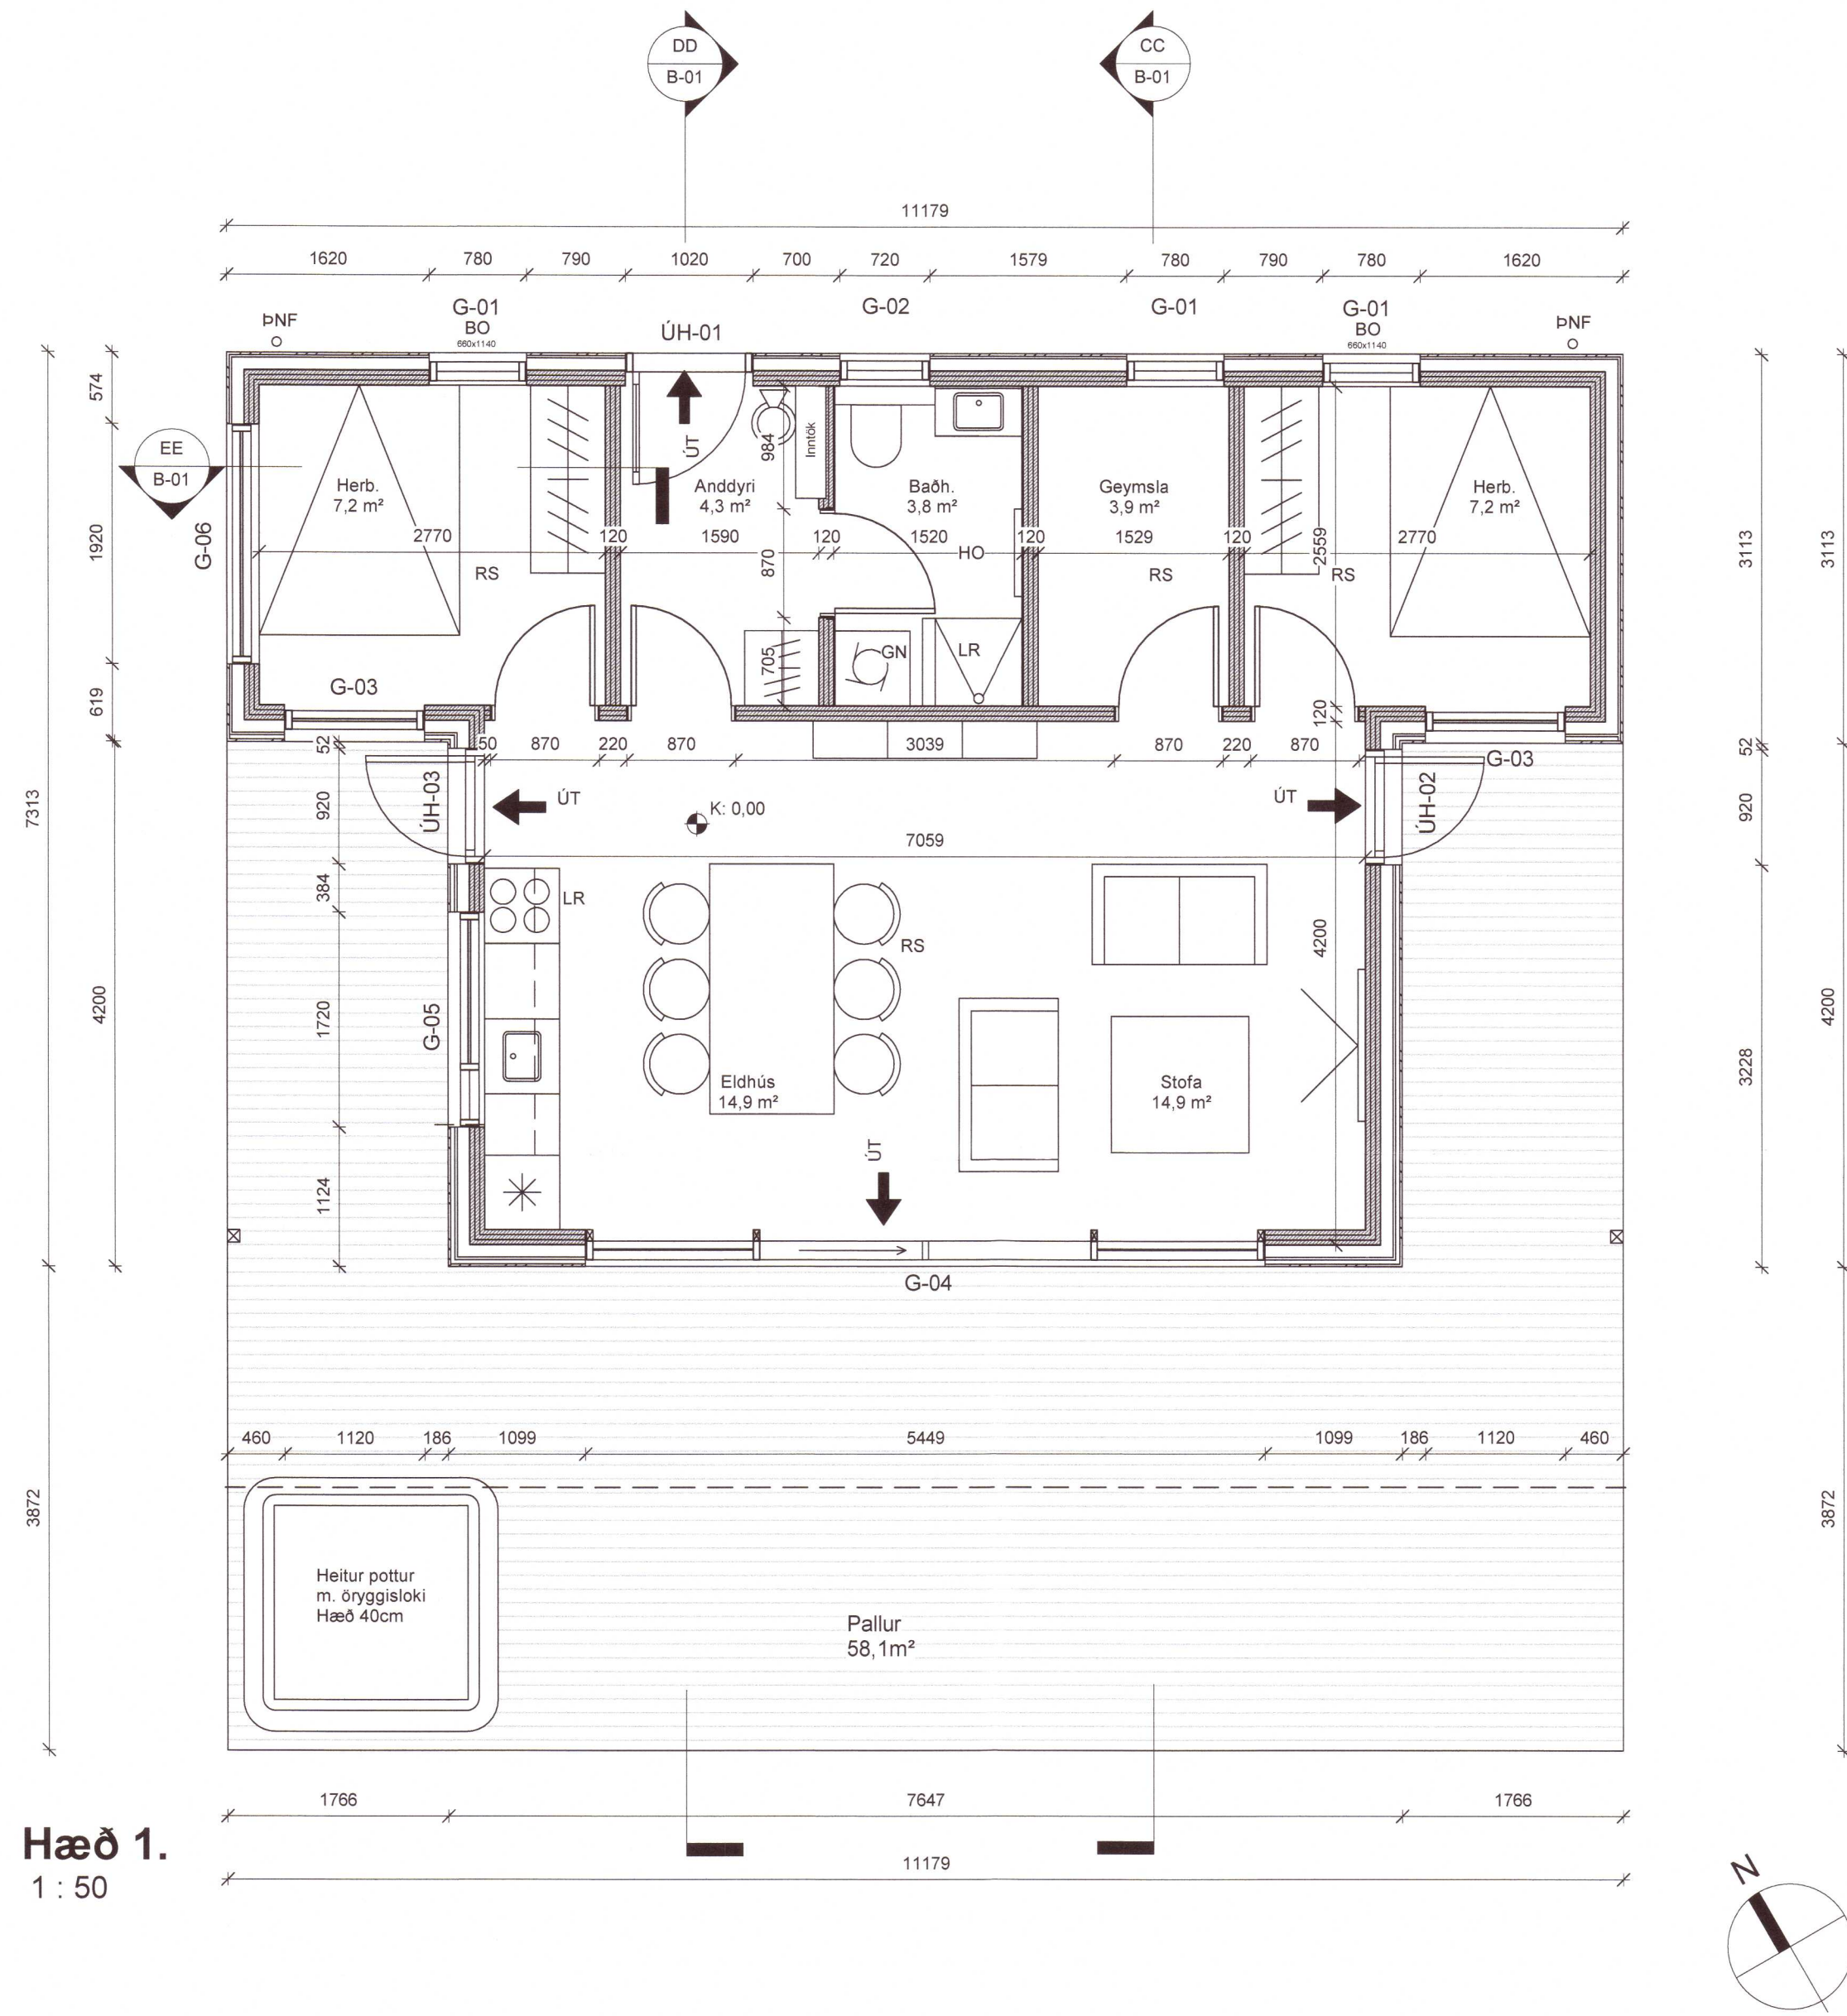 DD
B-01
CC
B-01
11179
1620 780 790 1020 700 720 1579 780 790 780 1620
G-01
BO
660x1140
ÚH-01
G-02
G-01
G-01
BO
660x1140
ÞNF
ÞNF
EE
B-01
574
1920
619
G-06
Herb.
7,2 m²
2770
RS
120
ÚT
Anddyri
4,3 m²
1590
984
870
705
Inntök
120
Baðh.
3,8 m²
1520
HO
120
GN
LR
Geymsla
3,9 m²
1529
RS
120
2559
Herb.
7,2 m²
2770
RS
3113
3113
G-03
G-03
52
50 870 220 870 3039 870 220 870
120
52
ÚH-03
920
ÚT
K: 0,00
ÚT
ÚH-02
920
7313
7059
384
LR
RS
4200
4200
1720
G-05
Eldhús
14,9 m²
Stofa
14,9 m²
3228
4200
1124
ÚT
G-04
460 1120 186 1099 5449 1099 186 1120 460
3872
3872
Heitur pottur
m. öryggisloki
Hæð 40cm
Pallur
58,1m²
1766 7647 1766
11179
Hæð 1.
1 : 50
N